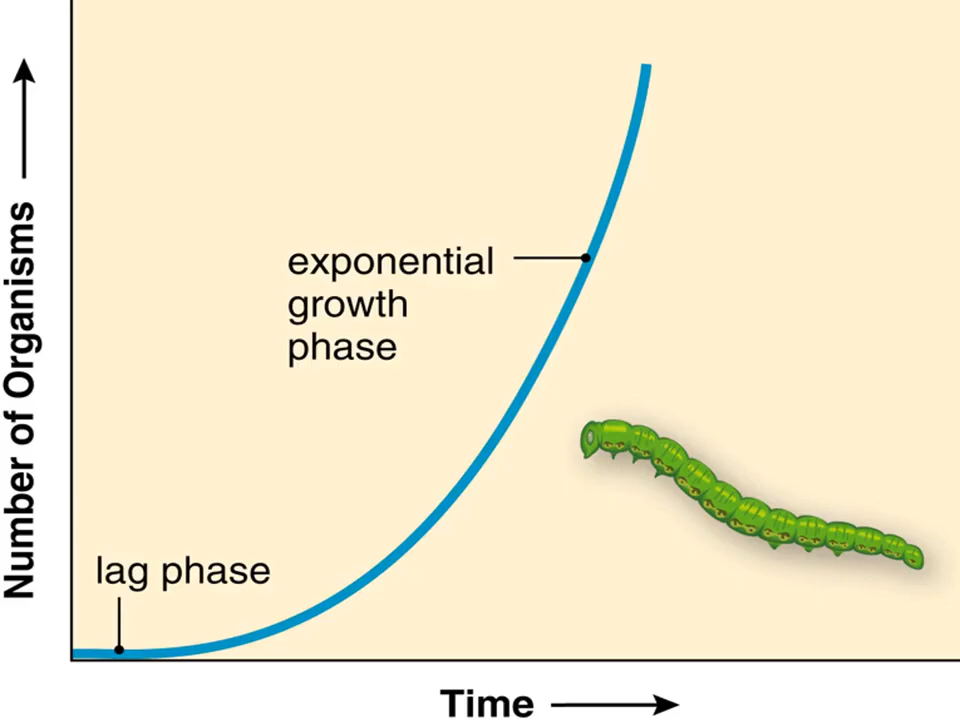 Number of Organisms
exponential
growth
phase
lag phase
Time